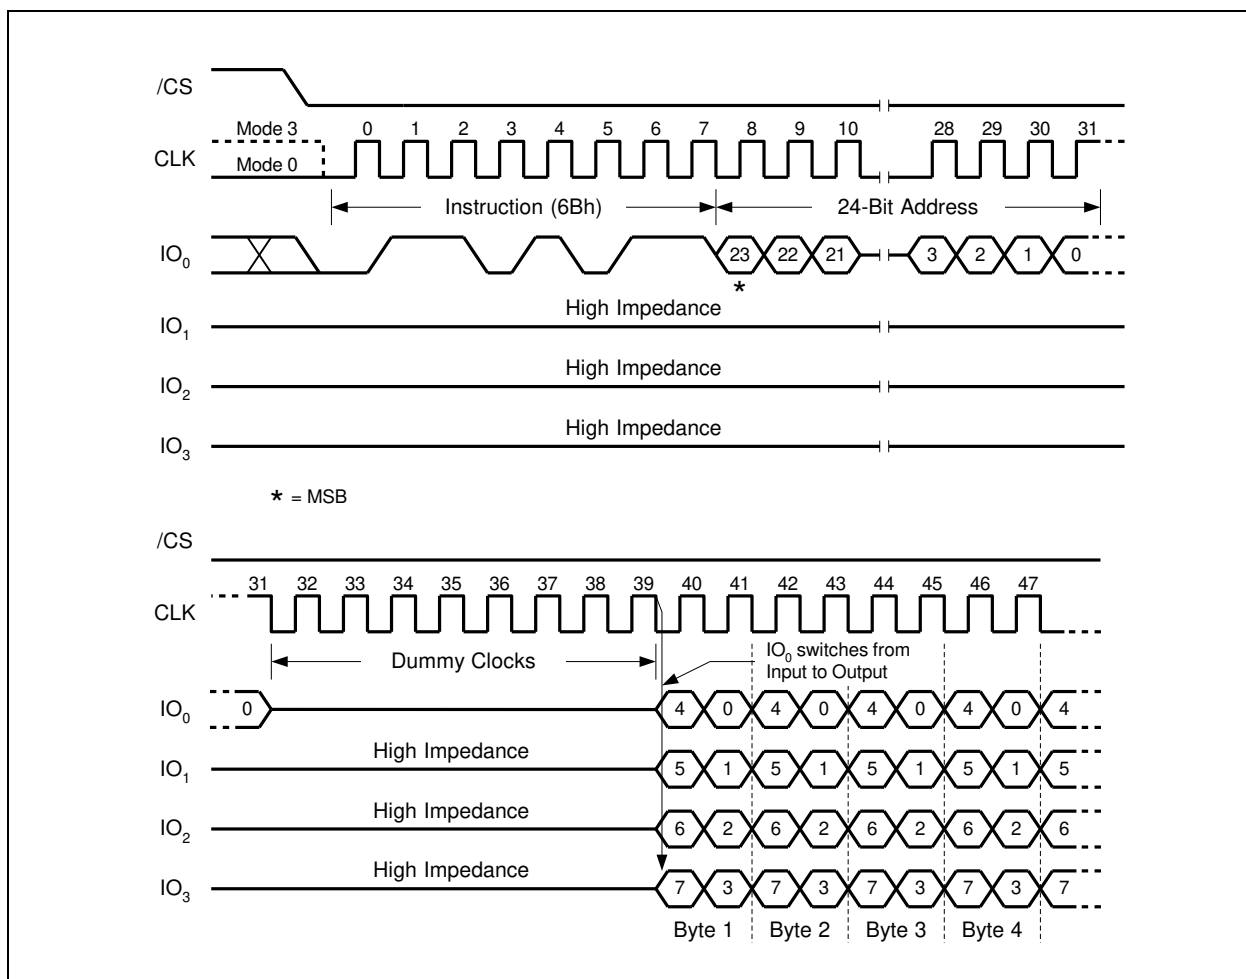 /CS
Mode 3
0 1 2 3 4 5 6 7 8 9 10 28 29 30 31
CLK
Mode 0
Instruction (6Bh) 24-Bit Address
IO0 23 22 21 3 2 1 0
*
High Impedance
IO1
High Impedance
IO2
High Impedance
IO3
* = MSB
/CS
31 32 33 34 35 36 37 38 39 40 41 42 43 44 45 46 47
CLK
Dummy Clocks
IO0 switches from
Input to Output
IO0 0 4 0 4 0 4 0 4 0 4
High Impedance
IO1 5 1 5 1 5 1 5 1 5
High Impedance
IO2 6 2 6 2 6 2 6 2 6
High Impedance
IO3 7 3 7 3 7 3 7 3 7
Byte 1 Byte 2 Byte 3 Byte 4